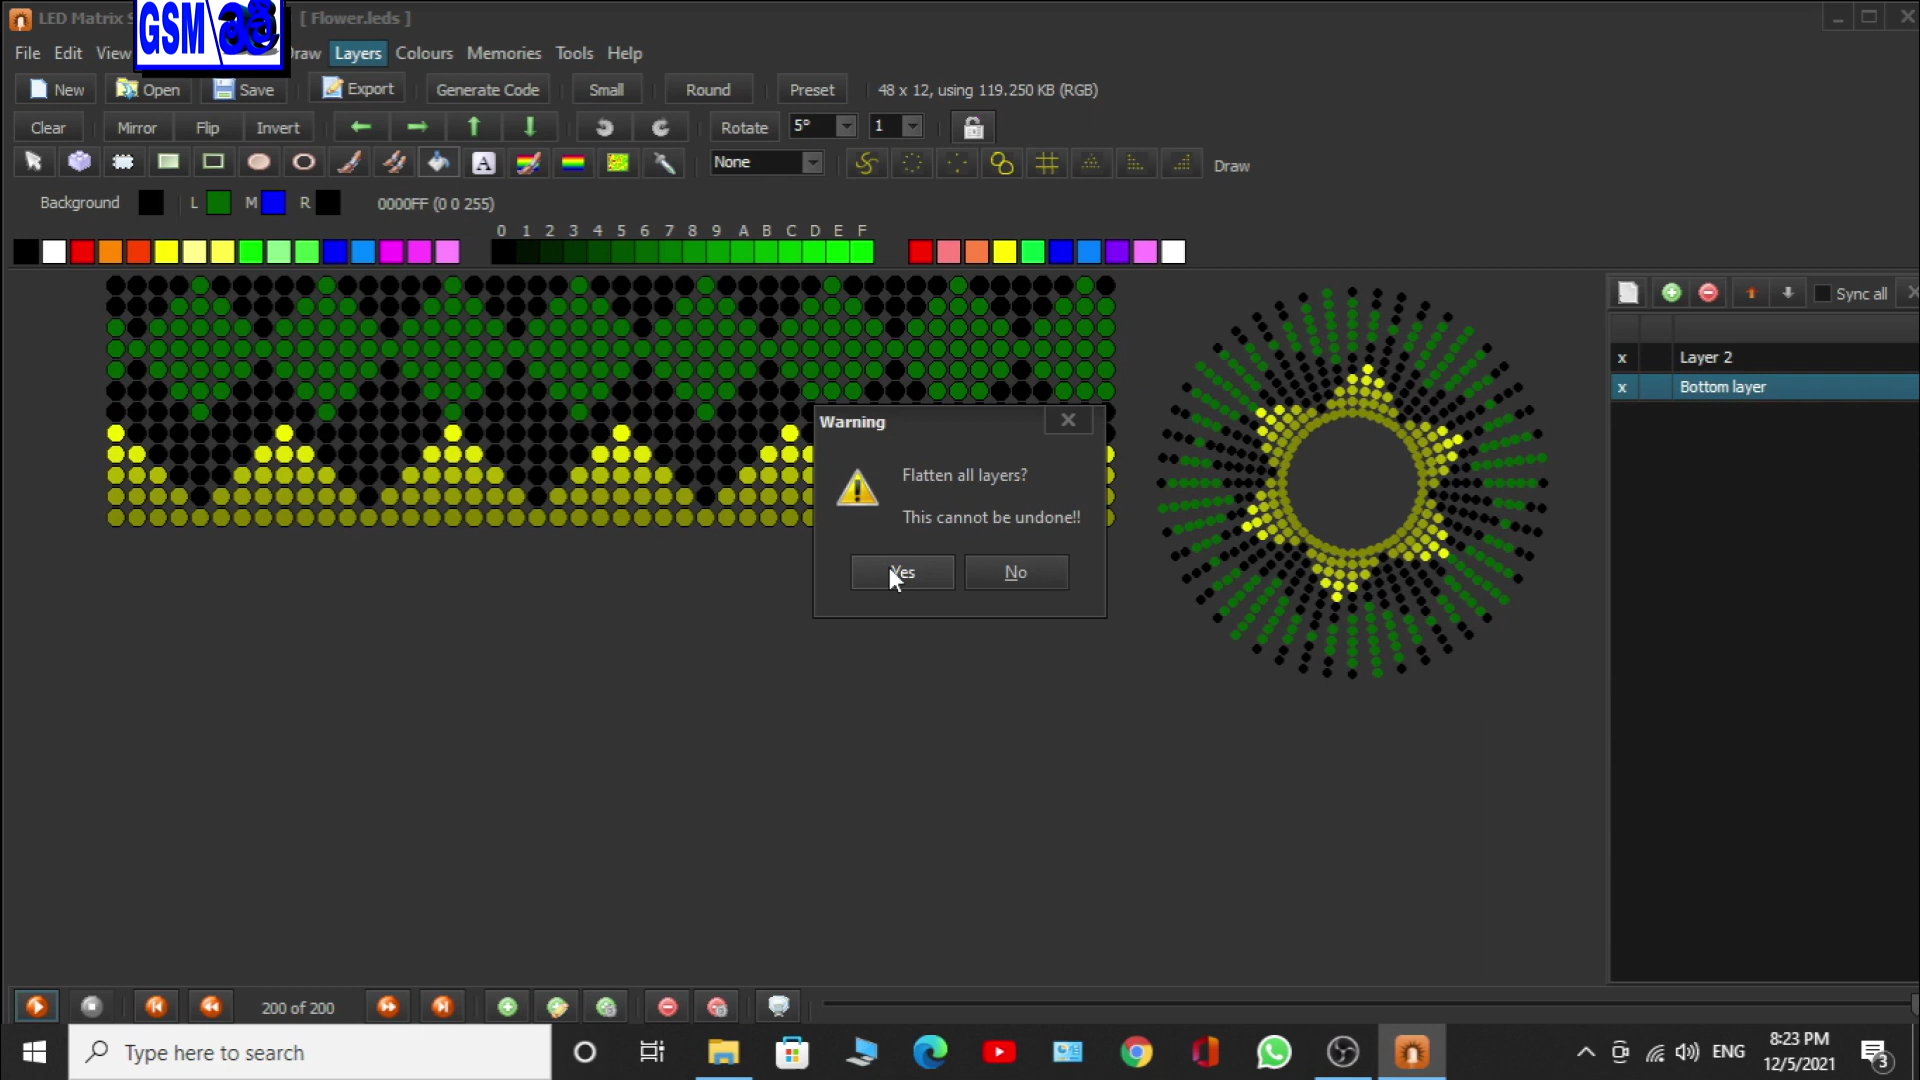 LED Matrix S
[ Flower.leds ]
GSM\අපි
File Edit View raw Layers Colours Memories Tools Help
New Open Save Export Generate Code Small Round Preset 48 x 12, using 119.250 KB (RGB)
Clear Mirror Flip Invert Rotate 5° 1
A None Draw
Background L M R 0000FF (0 0 255)
0 1 2 3 4 5 6 7 8 9 A B C D E F
Sync all
x Layer 2
x Bottom layer
Warning
Flatten all layers?
This cannot be undone!!
Yes No
200 of 200
Type here to search
ENG
8:23 PM
12/5/2021
3